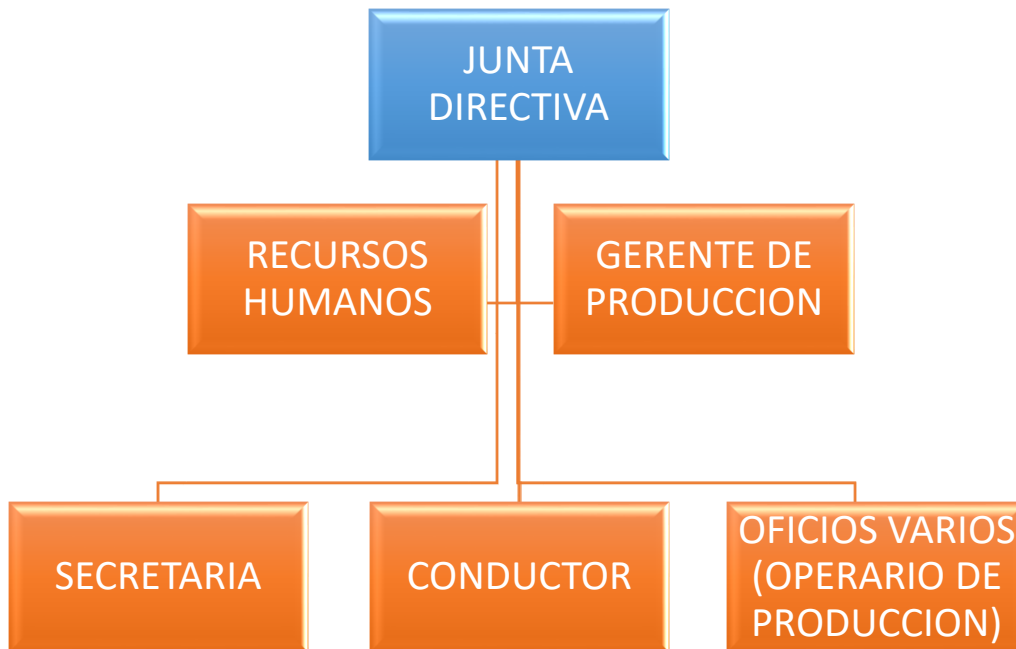 JUNTA
DIRECTIVA
RECURSOS
HUMANOS
GERENTE DE
PRODUCCION
SECRETARIA
CONDUCTOR
OFICIOS VARIOS
(OPERARIO DE
PRODUCCION)